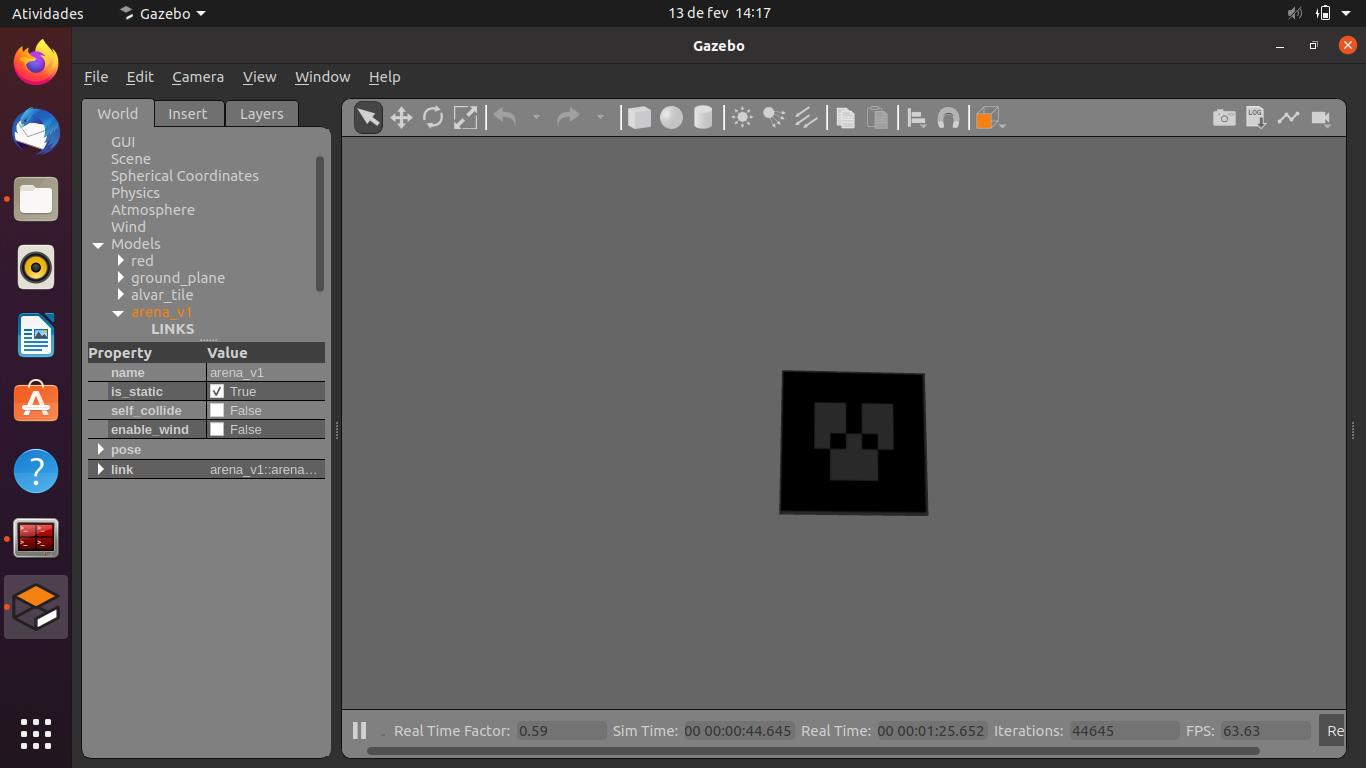 Atividades Gazebo 13 de fev 14:17
Gazebo
File Edit Camera View Window Help
World Insert Layers
GUI
Scene
Spherical Coordinates
Physics
Atmosphere
Wind
Models
red
ground_plane
alvar_tile
arena_v1
LINKS
Property Value
name arena_v1
is_static True
self_collide False
enable_wind False
pose
link arena_v1::arena...
LOG
Real Time Factor: 0.59 Sim Time: 00 00:00:44.645 Real Time: 00 00:01:25.652 Iterations: 44645 FPS: 63.63 Re